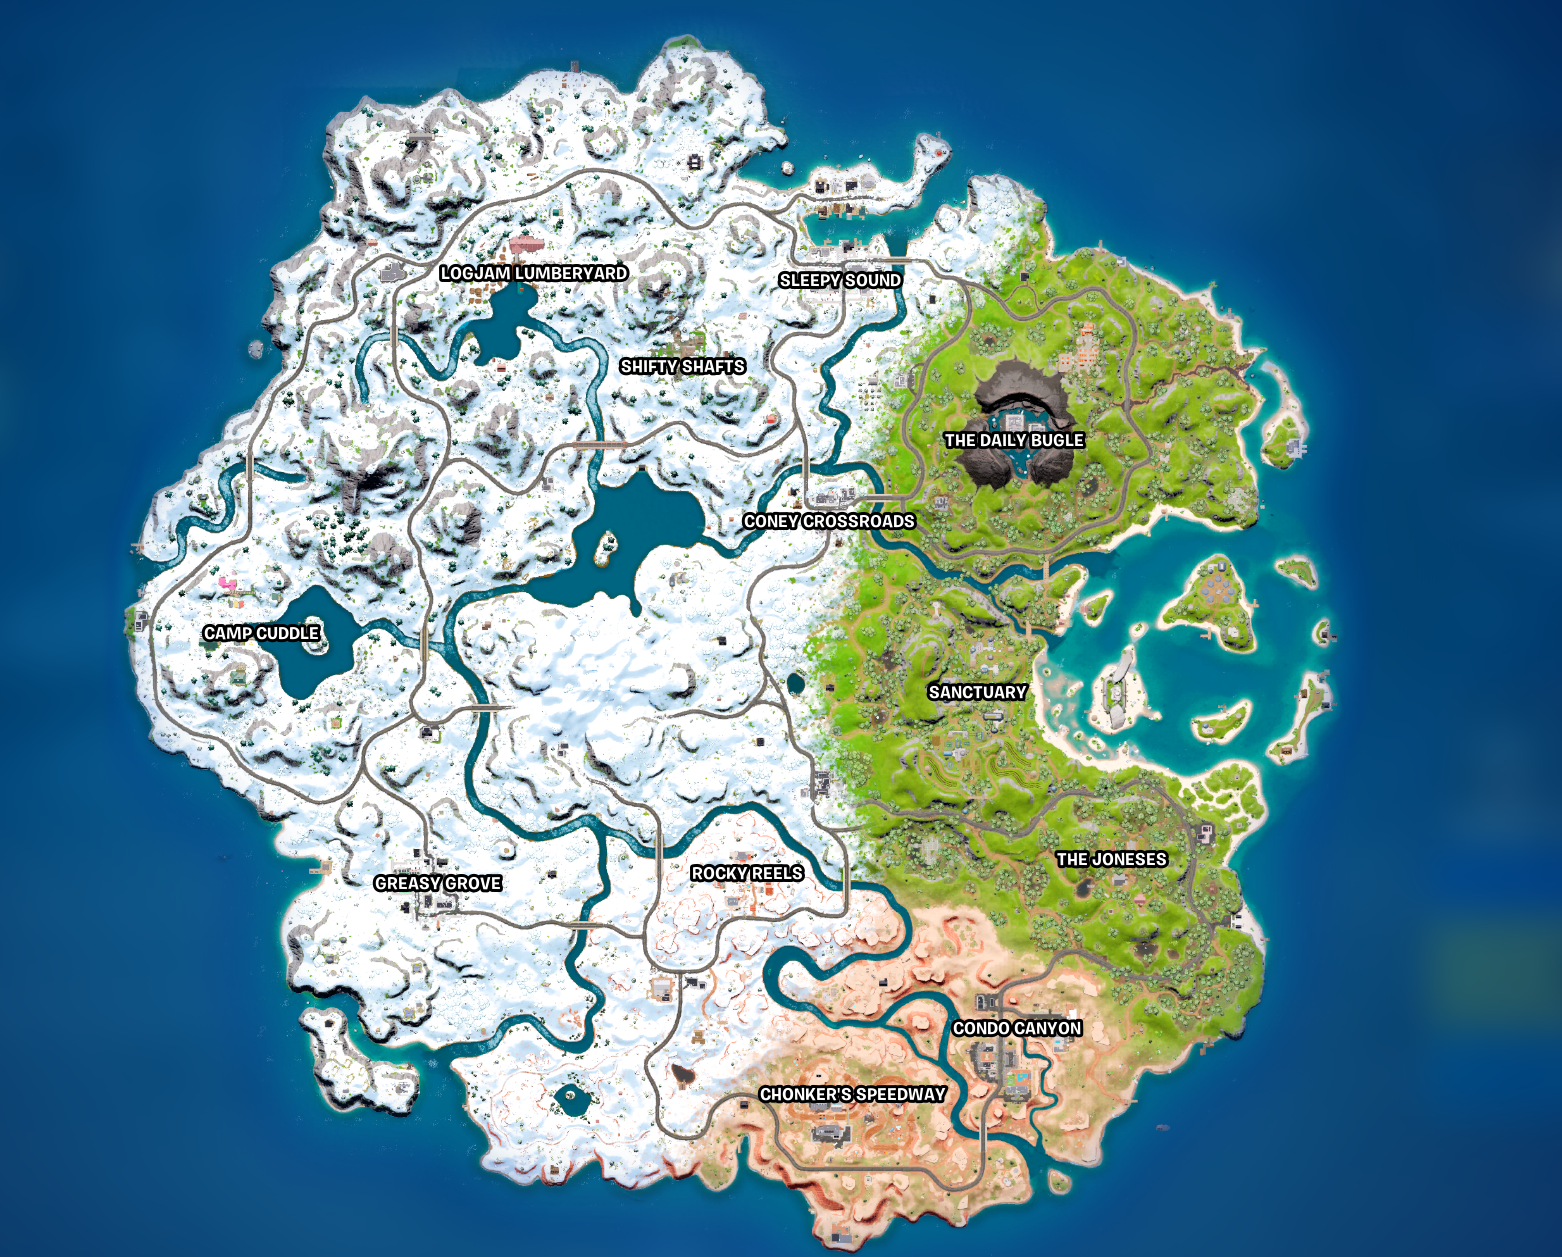 LOGJAM LUMBERYARD
SLEEPY SOUND
SHIFTY SHAFTS
THE DAILY BUGLE
CONEY CROSSROADS
CAMP CUDDLE
SANCTUARY
THE JONESES
ROCKY REELS
GREASY GROVE
CONDO CANYON
CHONKER'S SPEEDWAY